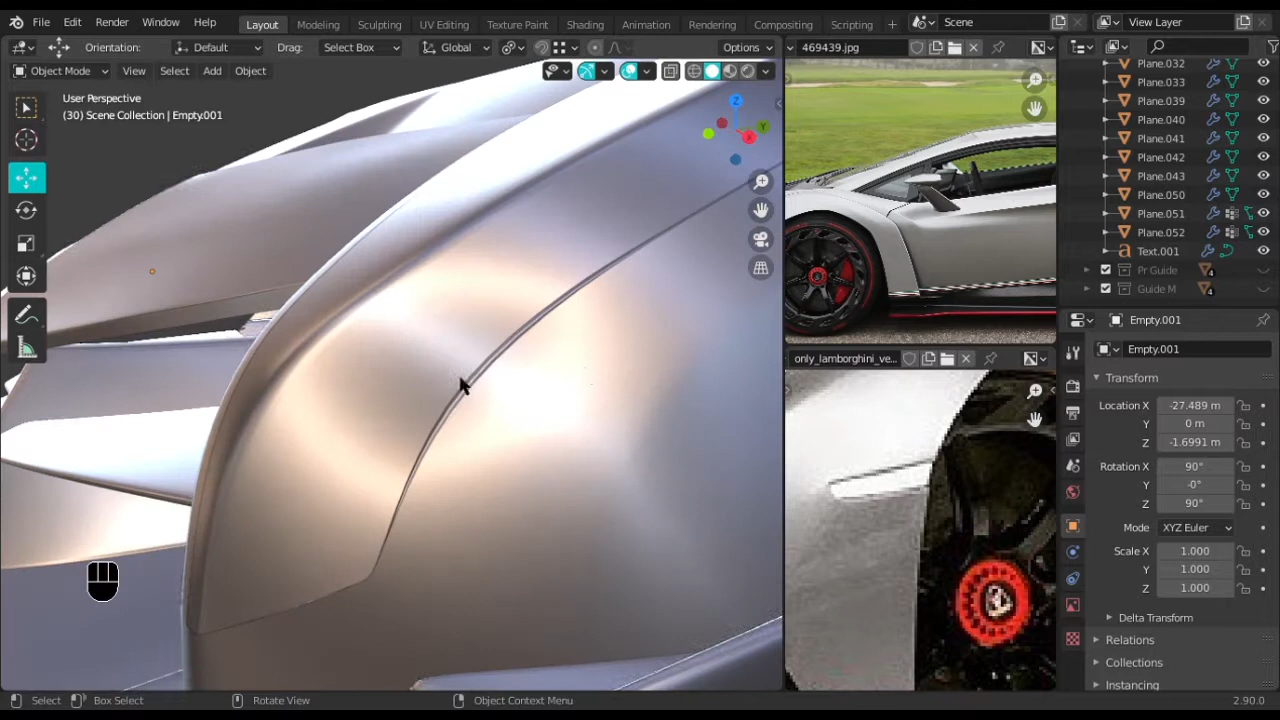 File Edit Render Window Help Layout Modeling Sculpting UV Editing Texture Paint Shading Animation Rendering Compositing Scripting + Scene View Layer
Orientation: Default Drag: Select Box Global Options 469439.jpg
Object Mode View Select Add Object
User Perspective
(30) Scene Collection | Empty.001
Z
Y
X
Plane.032
Plane.033
Plane.039
Plane.040
Plane.041
Plane.042
Plane.043
Plane.050
Plane.051
Plane.052
Text.001
Pr Guide 4
Guide M 4
Empty.001
Empty.001
only_lamborghini_ve...
Transform
Location X -27.489 m
Y 0 m
Z -1.6991 m
Rotation X 90°
Y -0°
Z 90°
Mode XYZ Euler
Scale X 1.000
Y 1.000
Z 1.000
Delta Transform
Relations
Collections
Instancing
Select Box Select Rotate View Object Context Menu 2.90.0